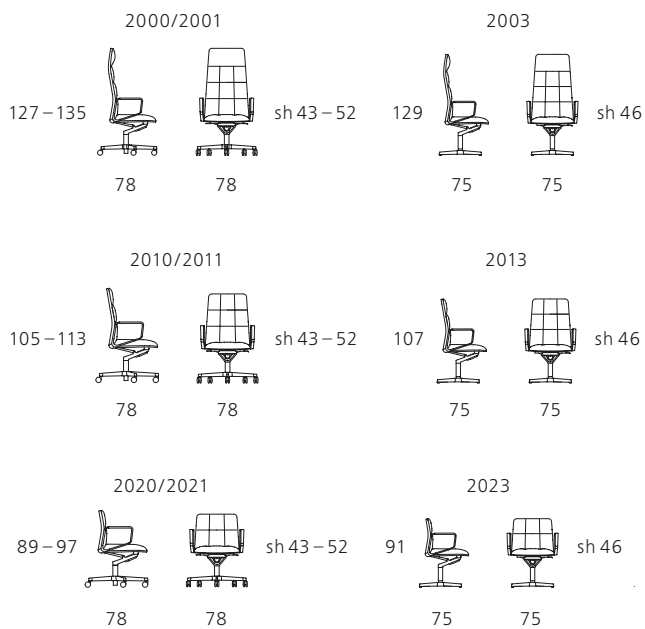 2000/2001 2003
127–135 sh 43–52 129 sh 46
78 78 75 75
2010/2011 2013
105–113 sh 43–52 107 sh 46
78 78 75 75
2020/2021 2023
89–97 sh 43–52 91 sh 46
78 78 75 75